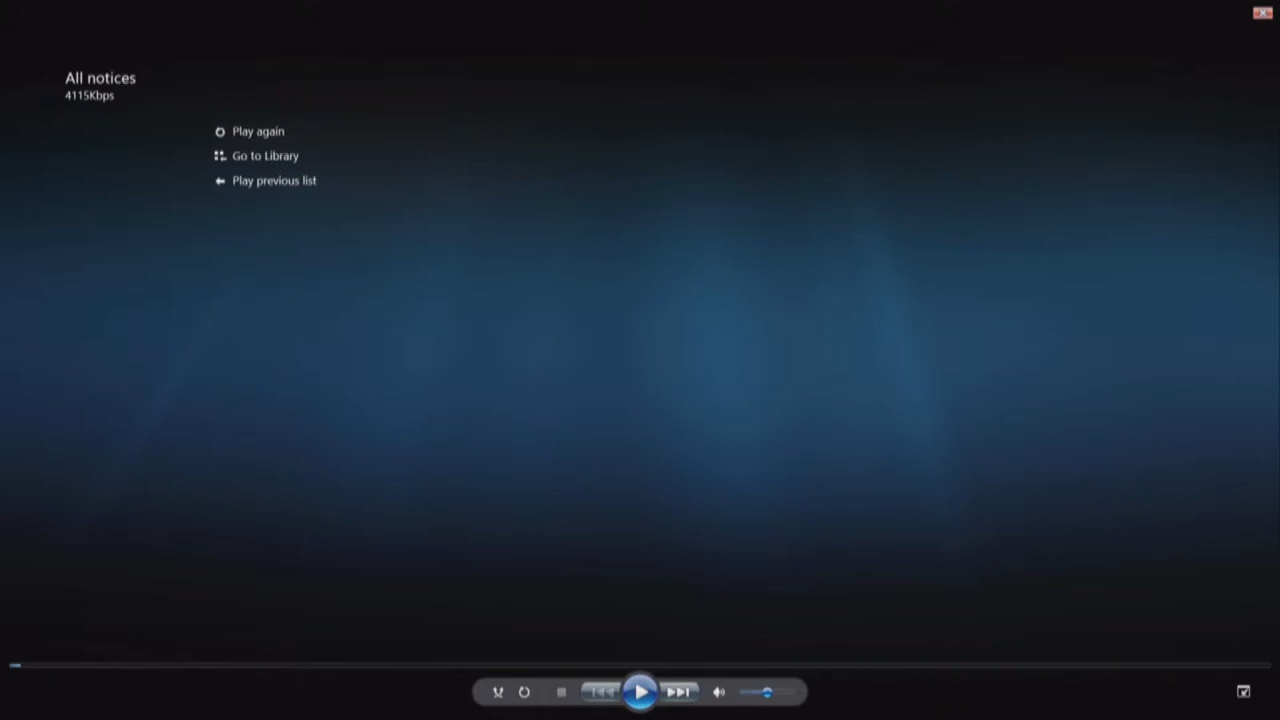 All notices
4115Kbps
Play again
Go to Library
Play previous list